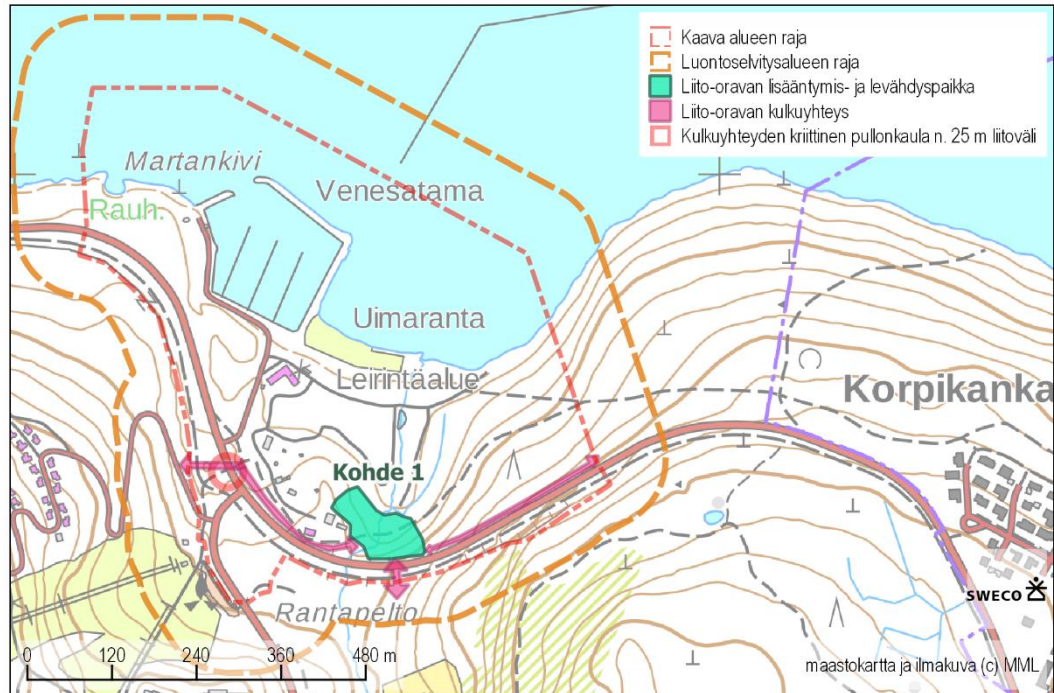 Kaava alueen raja
Luontoselvitysalueen raja
Liito-oravan lisääntymis- ja levähdyspaikka
Liito-oravan kulkuyhteys
Kulkuyhteyden kriittinen pullonkaula n. 25 m liitoväli
Martankivi
Venesatama
Rauh.
Uimaranta
Leirintäalue
Korpikanka
Kohde 1
Rantapelto
SWECO
0 120 240 360 480 m
maastokartta ja ilmakuva (c) MML